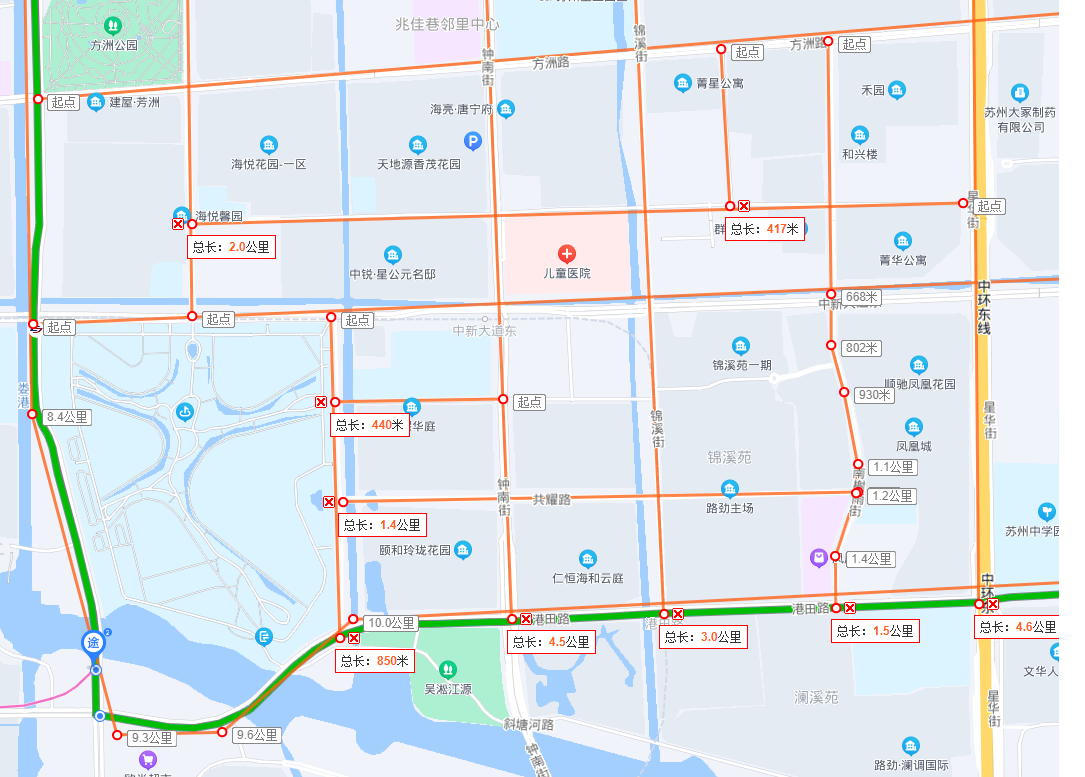 兆佳巷邻里中心
方洲公园
钟南街
锦溪街
方洲路
起点
方洲路
起点
菁星公寓
起点
建屋·芳洲
海亮·唐宁府
禾园
苏州大冢制药
有限公司
海悦花园-一区
天地源香茂花园
P
和兴楼
海悦馨园
起点
总长：2.0公里
群
总长：417米
中锐·星公元名邸
儿童医院
菁华公寓
668米
起点
起点
起点
中新大道东
中环东线
锦溪苑一期
802米
顺驰凤凰花园
930米
娄港
8.4公里
起点
总长：440米
华庭
锦溪街
星华街
凤凰城
锦溪苑
1.1公里
钟南街
共耀路
路劲主场
1.2公里
总长：1.4公里
苏州中学园
颐和玲珑花园
仁恒海和云庭
1.4公里
途
2
10.0公里
港田路
港田路
总长：850米
总长：4.5公里
总长：3.0公里
总长：1.5公里
总长：4.6公里
吴淞江源
文华人
澜溪苑
9.3公里
9.6公里
斜塘河路
钟南街
星华街
路劲·澜调国际